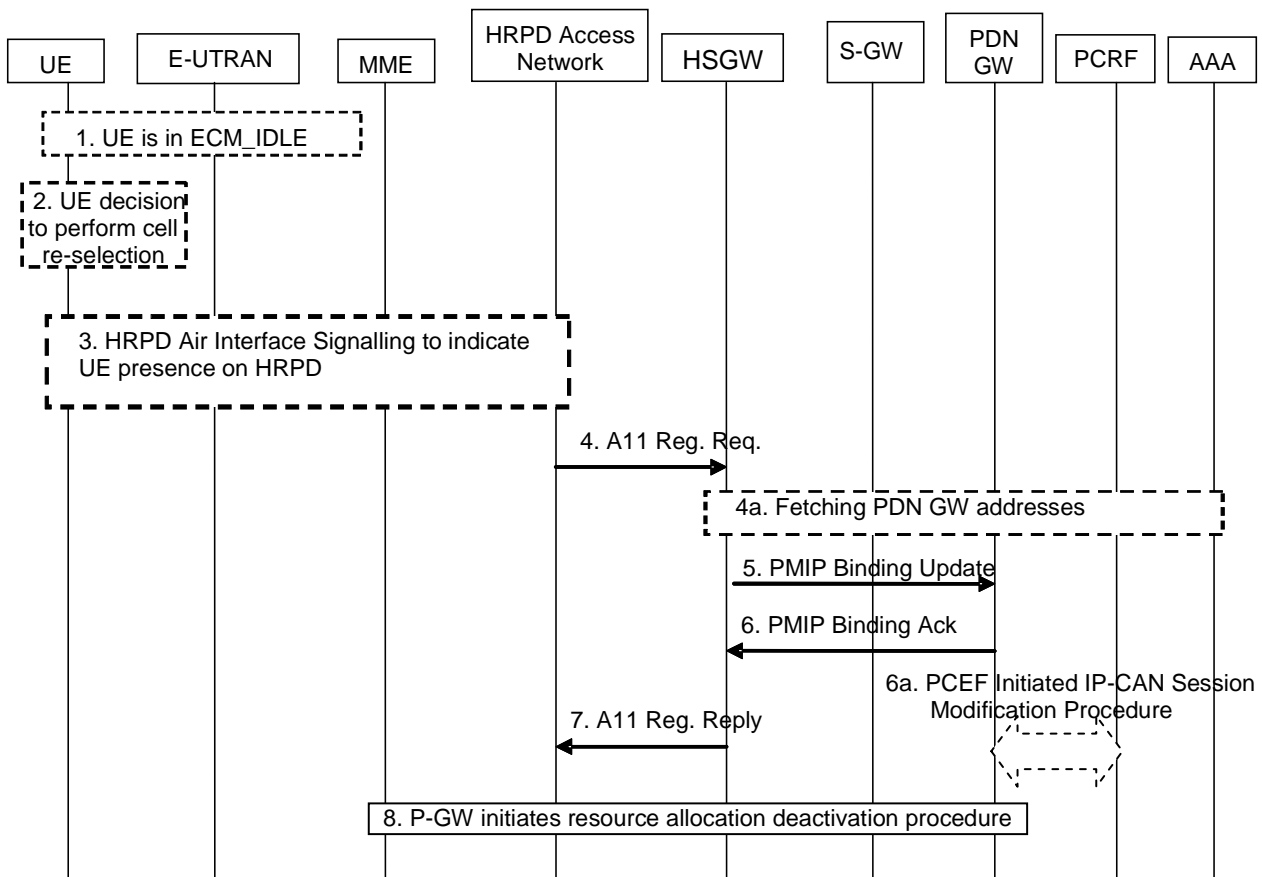 UE
E-UTRAN
MME
HRPD Access
Network
HSGW
S-GW
PDN
GW
PCRF
AAA
1. UE is in ECM_IDLE
2. UE decision
to perform cell
re-selection
3. HRPD Air Interface Signalling to indicate
UE presence on HRPD
4. A11 Reg. Req.
4a. Fetching PDN GW addresses
5. PMIP Binding Update
6. PMIP Binding Ack
6a. PCEF Initiated IP-CAN Session
Modification Procedure
7. A11 Reg. Reply
8. P-GW initiates resource allocation deactivation procedure